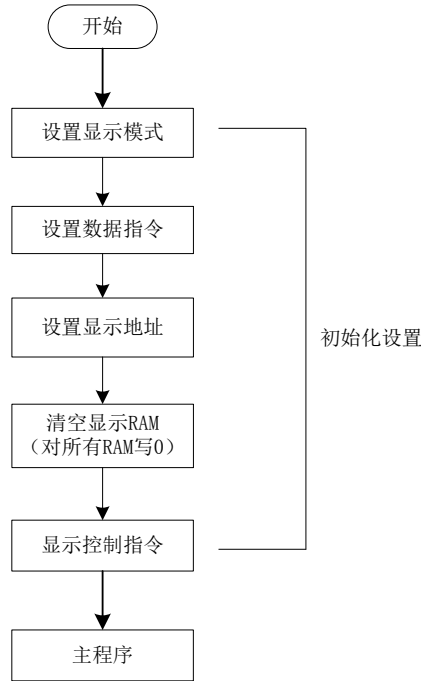 开始
设置显示模式
设置数据指令
设置显示地址
初始化设置
清空显示RAM
（对所有RAM写0）
显示控制指令
主程序